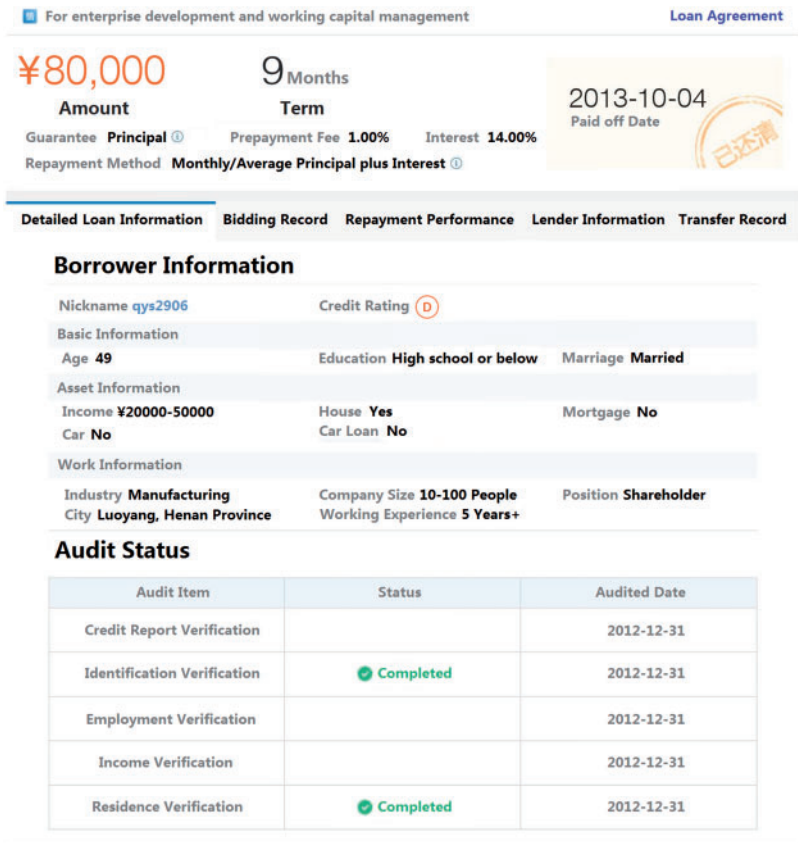 For enterprise development and working capital management Loan Agreement
¥80,000 9 Months
2013-10-04
Amount Term Paid off Date
Guarantee Principal Prepayment Fee 1.00% Interest 14.00%
已还清
Repayment Method Monthly/Average Principal plus Interest
Detailed Loan Information Bidding Record Repayment Performance Lender Information Transfer Record
Borrower Information
Nickname qys2906 Credit Rating D
Basic Information
Age 49 Education High school or below Marriage Married
Asset Information
Income ¥20000-50000 House Yes Mortgage No
Car No Car Loan No
Work Information
Industry Manufacturing Company Size 10-100 People Position Shareholder
City Luoyang, Henan Province Working Experience 5 Years+
Audit Status
Audit Item Status Audited Date
Credit Report Verification 2012-12-31
Identification Verification Completed 2012-12-31
Employment Verification 2012-12-31
Income Verification 2012-12-31
Residence Verification Completed 2012-12-31